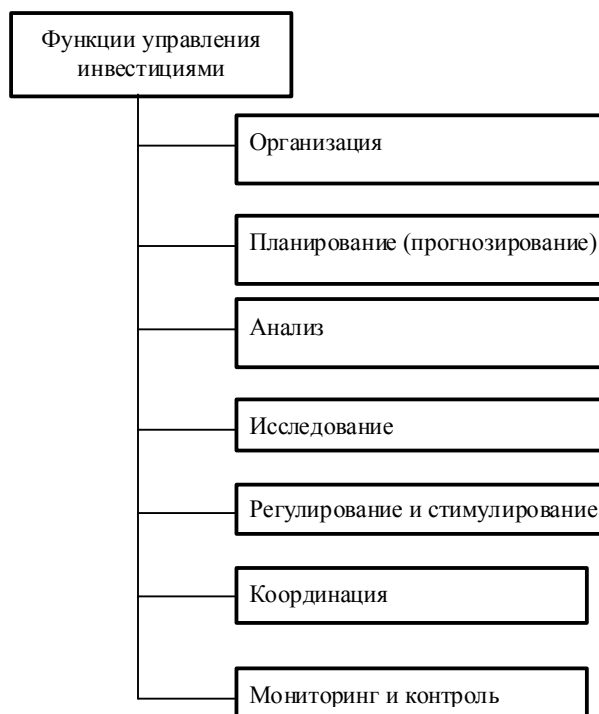 Функции управления
инвестициями
Организация
Планирование (прогнозирование)
Анализ
Исследование
Регулирование и стимулирование
Координация
Мониторинг и контроль